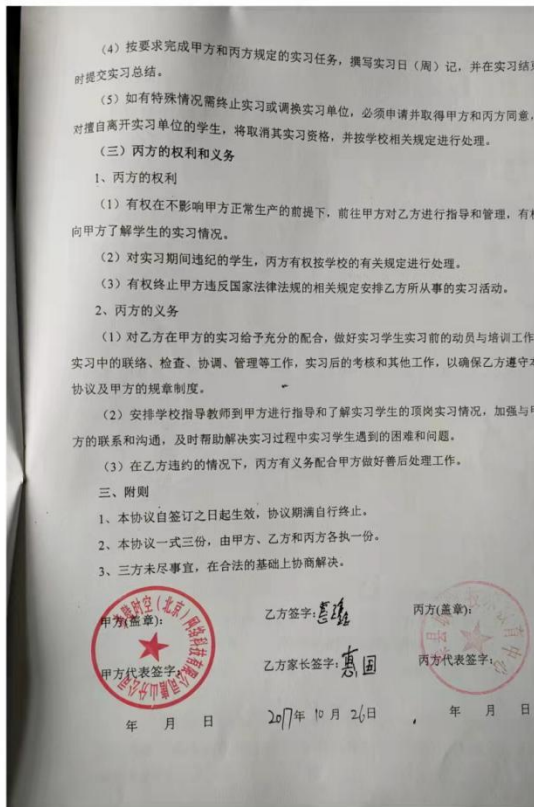 （4）按要求完成甲方和丙方规定的实习任务，撰写实习日（周）记，并在实习结束
时提交实习总结。
（5）如有特殊情况需终止实习或调换实习单位，必须申请并取得甲方和丙方同意，
对擅自离开实习单位的学生，将取消其实习资格，并按学校相关规定进行处理。
（三）丙方的权利和义务
1、丙方的权利
（1）有权在不影响甲方正常生产的前提下，前往甲方对乙方进行指导和管理，有权
向甲方了解学生的实习情况。
（2）对实习期间违纪的学生，丙方有权按学校的有关规定进行处理。
（3）有权终止甲方违反国家法律法规的相关规定安排乙方所从事的实习活动。
2、丙方的义务
（1）对乙方在甲方的实习给予充分的配合，做好实习学生实习前的动员与培训工作
实习中的联络、检查、协调、管理等工作，实习后的考核和其他工作，以确保乙方遵守本
协议及甲方的规章制度。
（2）安排学校指导教师到甲方进行指导和了解实习学生的顶岗实习情况，加强与甲
方的联系和沟通，及时帮助解决实习过程中实习学生遇到的困难和问题。
（3）在乙方违约的情况下，丙方有义务配合甲方做好善后处理工作。
三、附则
1、本协议自签订之日起生效，协议期满自行终止。
2、本协议一式三份，由甲方、乙方和丙方各执一份。
3、三方未尽事宜，在合法的基础上协商解决。
甲方(盖章)： 乙方签字： 丙方(盖章)：
时空（北京）网络科技有限公司唐山分公司
甲方代表签字： 乙方家长签字： 丙方代表签字：
年 月 日 2017年 10月 26日 年 月 日